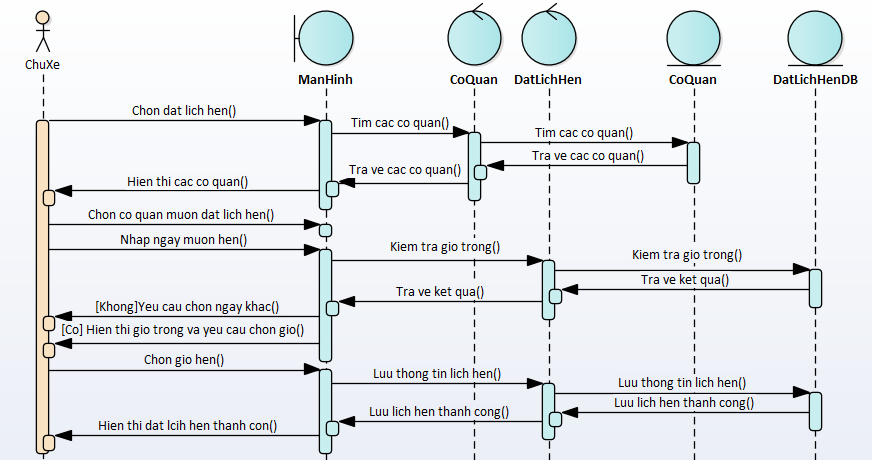 ChuXe
ManHinh
CoQuan
DatLichHen
CoQuan
DatLichHenDB
Chon dat lich hen()
Tim cac co quan()
Tim cac co quan()
Tra ve cac co quan()
Tra ve cac co quan()
Hien thi cac co quan()
Chon co quan muon dat lich hen()
Nhap ngay muon hen()
Kiem tra gio trong()
Kiem tra gio trong()
Tra ve ket qua()
Tra ve ket qua()
[Khong]Yeu cau chon ngay khac()
[Co] Hien thi gio trong va yeu cau chon gio()
Chon gio hen()
Luu thong tin lich hen()
Luu thong tin lich hen()
Luu lich hen thanh cong()
Luu lich hen thanh cong()
Hien thi dat lcih hen thanh con()